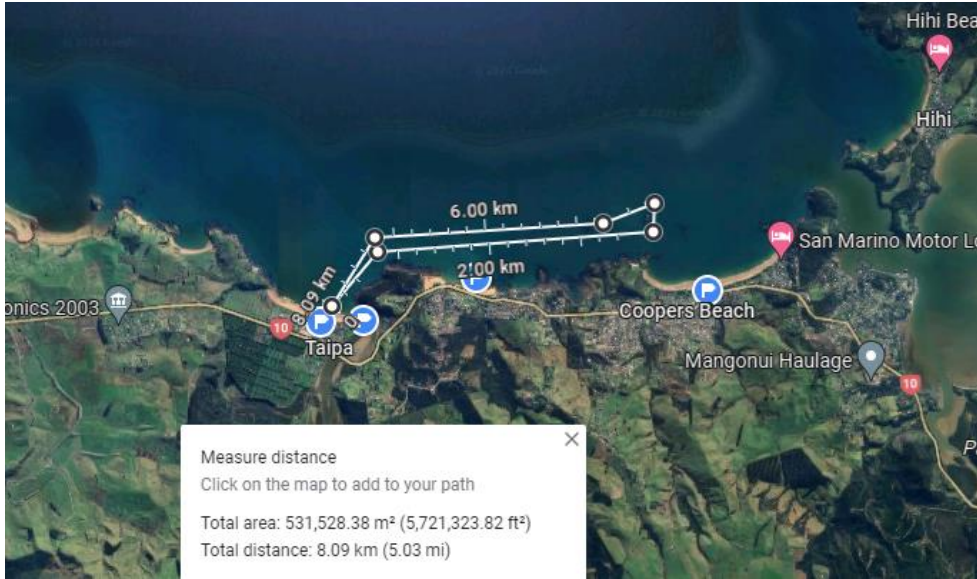 Hihi Bea
Hihi
6.00 km
San Marino Motor Lo
2.00 km
8.09 km
0.
onics 2003
10
P
P
P
P
Coopers Beach
Taipa
Mangonui Haulage
10
P
Measure distance
Click on the map to add to your path
Total area: 531,528.38 m² (5,721,323.82 ft²)
Total distance: 8.09 km (5.03 mi)